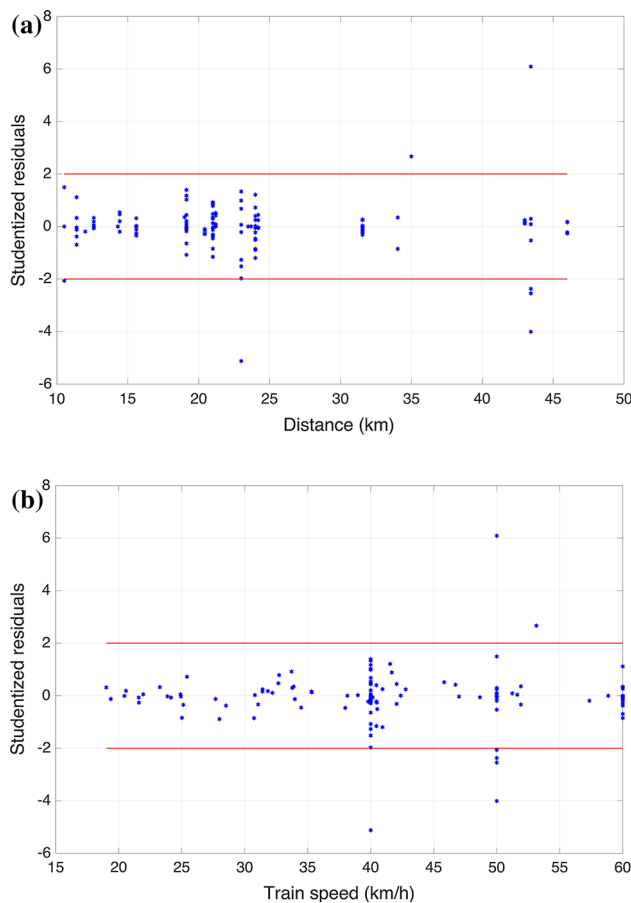 (a)
8
6
4
2
0
-2
-4
-6
Studentized residuals
10 15 20 25 30 35 40 45 50
Distance (km)
(b)
8
6
4
2
0
-2
-4
-6
Studentized residuals
15 20 25 30 35 40 45 50 55 60
Train speed (km/h)